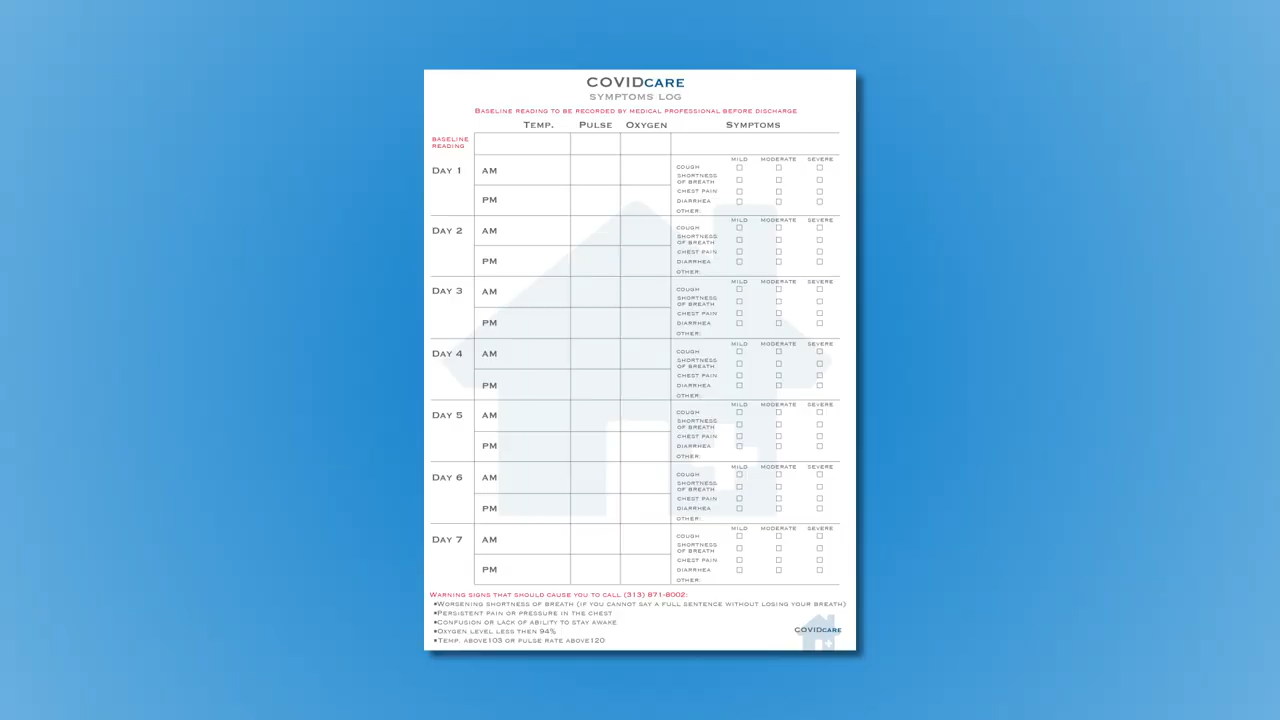 COVIDCARE
SYMPTOMS LOG
BASELINE READING TO BE RECORDED BY MEDICAL PROFESSIONAL BEFORE DISCHARGE
TEMP. PULSE OXYGEN SYMPTOMS
BASELINE
READING
MILD MODERATE SEVERE
DAY 1 AM
COUGH
SHORTNESS
OF BREATH
CHEST PAIN
PM
DIARRHEA
OTHER:
MILD MODERATE SEVERE
DAY 2 AM
COUGH
SHORTNESS
OF BREATH
CHEST PAIN
PM
DIARRHEA
OTHER:
MILD MODERATE SEVERE
DAY 3 AM
COUGH
SHORTNESS
OF BREATH
CHEST PAIN
PM
DIARRHEA
OTHER:
MILD MODERATE SEVERE
DAY 4 AM
COUGH
SHORTNESS
OF BREATH
CHEST PAIN
PM
DIARRHEA
OTHER:
MILD MODERATE SEVERE
DAY 5 AM
COUGH
SHORTNESS
OF BREATH
CHEST PAIN
PM
DIARRHEA
OTHER:
MILD MODERATE SEVERE
DAY 6 AM
COUGH
SHORTNESS
OF BREATH
CHEST PAIN
PM
DIARRHEA
OTHER:
MILD MODERATE SEVERE
DAY 7 AM
COUGH
SHORTNESS
OF BREATH
CHEST PAIN
PM
DIARRHEA
OTHER:
WARNING SIGNS THAT SHOULD CAUSE YOU TO CALL (313) 871-8002:
▪WORSENING SHORTNESS OF BREATH (IF YOU CANNOT SAY A FULL SENTENCE WITHOUT LOSING YOUR BREATH)
▪PERSISTENT PAIN OR PRESSURE IN THE CHEST
▪CONFUSION OR LACK OF ABILITY TO STAY AWAKE
▪OXYGEN LEVEL LESS THEN 94%
▪TEMP. ABOVE103 OR PULSE RATE ABOVE120
COVIDCARE